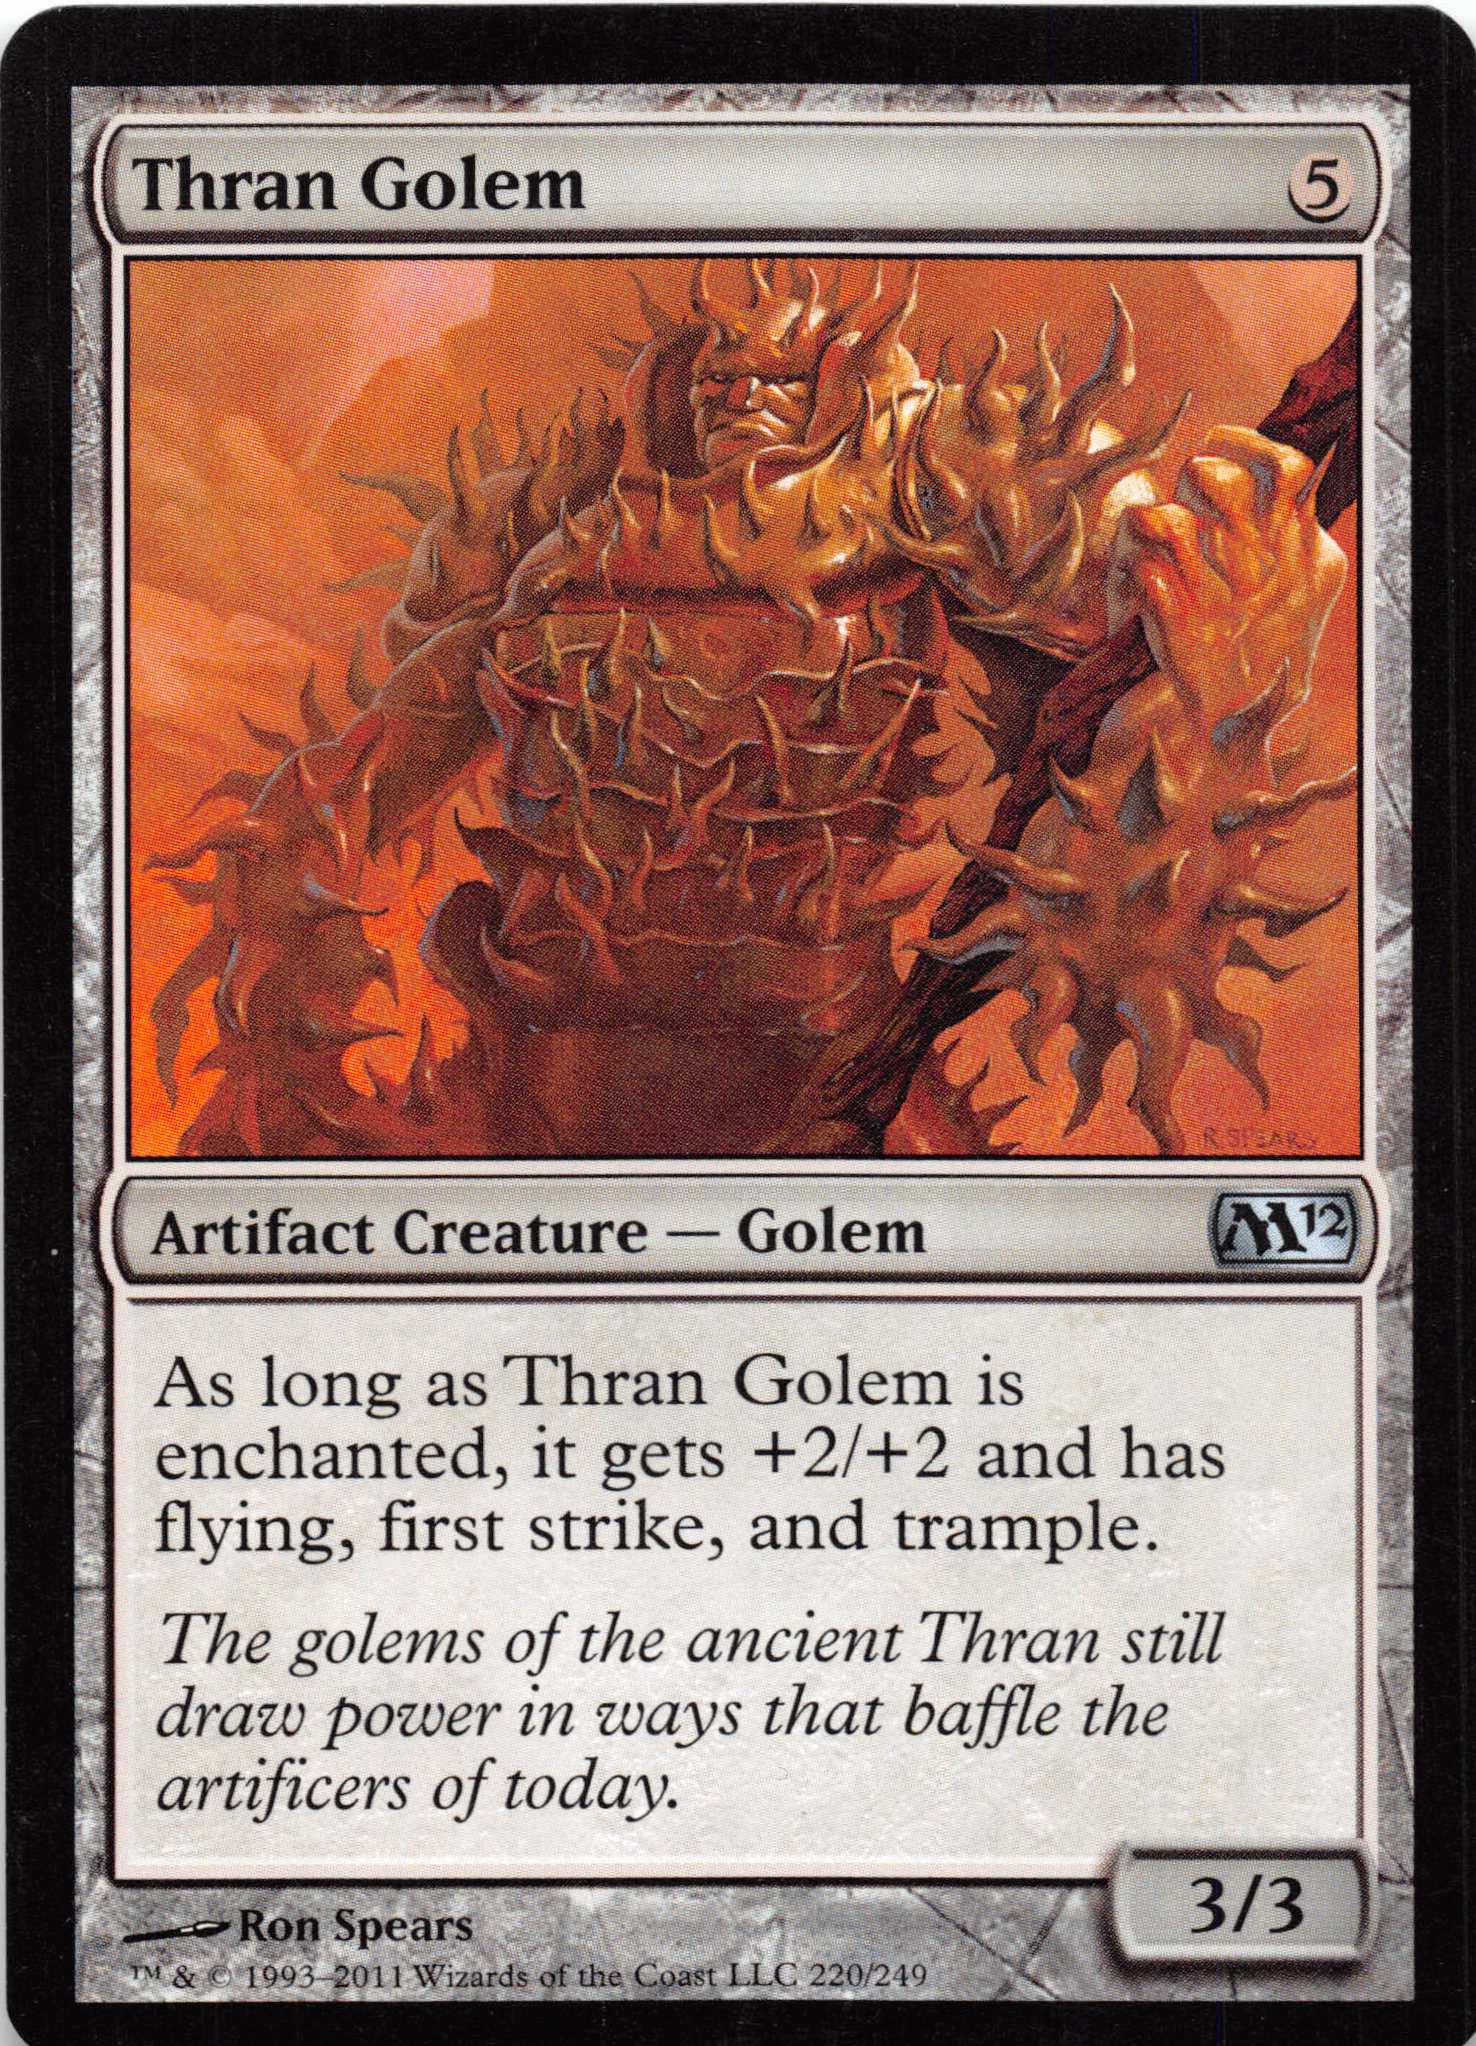 Thran Golem 5
R. SPEARS
Artifact Creature — Golem M12
As long as Thran Golem is
enchanted, it gets +2/+2 and has
flying, first strike, and trample.
The golems of the ancient Thran still
draw power in ways that baffle the
artificers of today.
3/3
Ron Spears
™ & © 1993–2011 Wizards of the Coast LLC 220/249